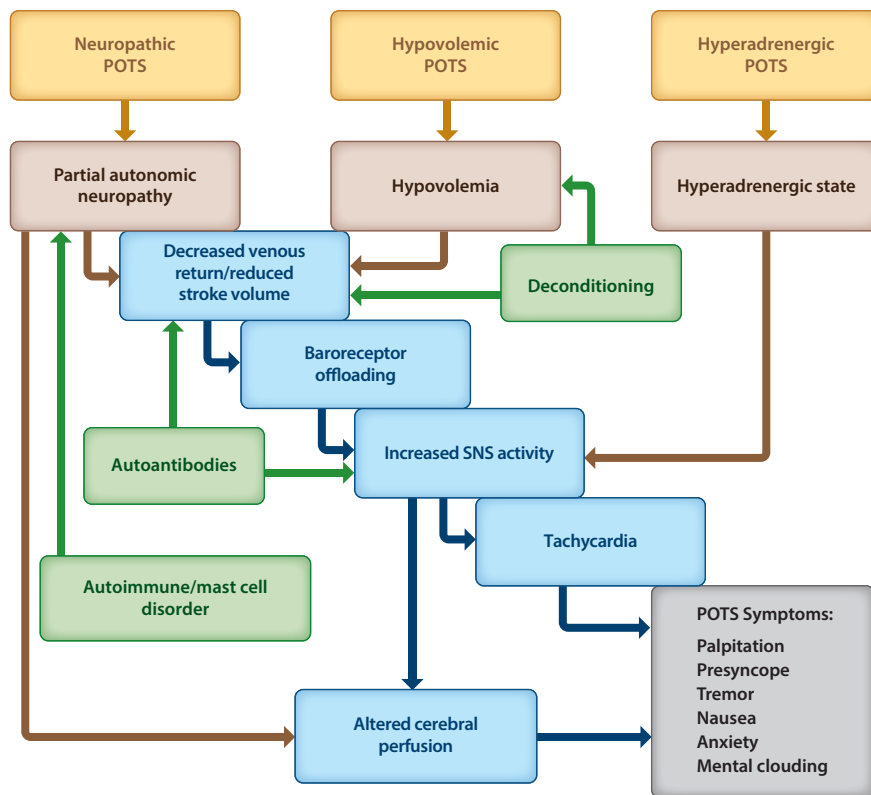 Neuropathic
POTS
Hypovolemic
POTS
Hyperadrenergic
POTS
Partial autonomic
neuropathy
Hypovolemia
Hyperadrenergic state
Decreased venous
return/reduced
stroke volume
Deconditioning
Baroreceptor
offloading
Autoantibodies
Increased SNS activity
Tachycardia
Autoimmune/mast cell
disorder
POTS Symptoms:
Palpitation
Presyncope
Tremor
Nausea
Anxiety
Mental clouding
Altered cerebral
perfusion